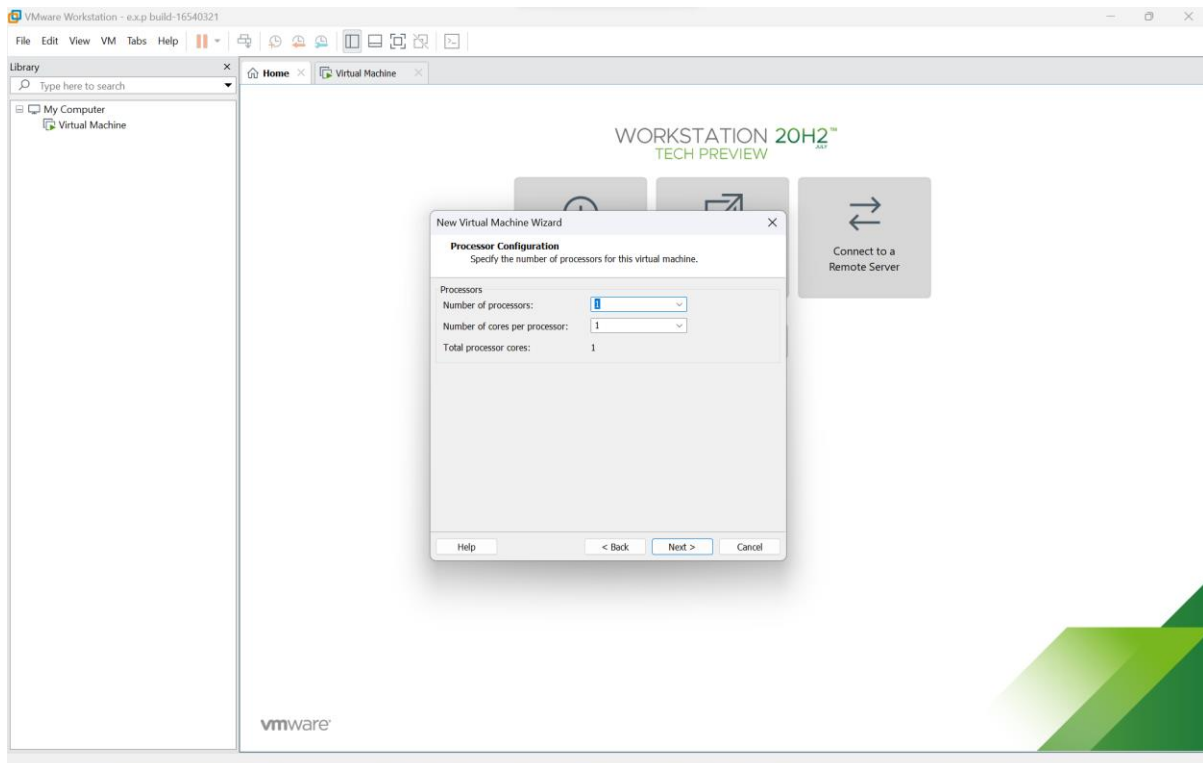 VMware Workstation - e.x.p build-16540321
File Edit View VM Tabs Help
Library
Type here to search
My Computer
Virtual Machine
Home
Virtual Machine
WORKSTATION 20H2™
JULY
TECH PREVIEW
Connect to a
Remote Server
New Virtual Machine Wizard
Processor Configuration
Specify the number of processors for this virtual machine.
Processors
Number of processors: 1
Number of cores per processor: 1
Total processor cores: 1
Help < Back Next > Cancel
vmware